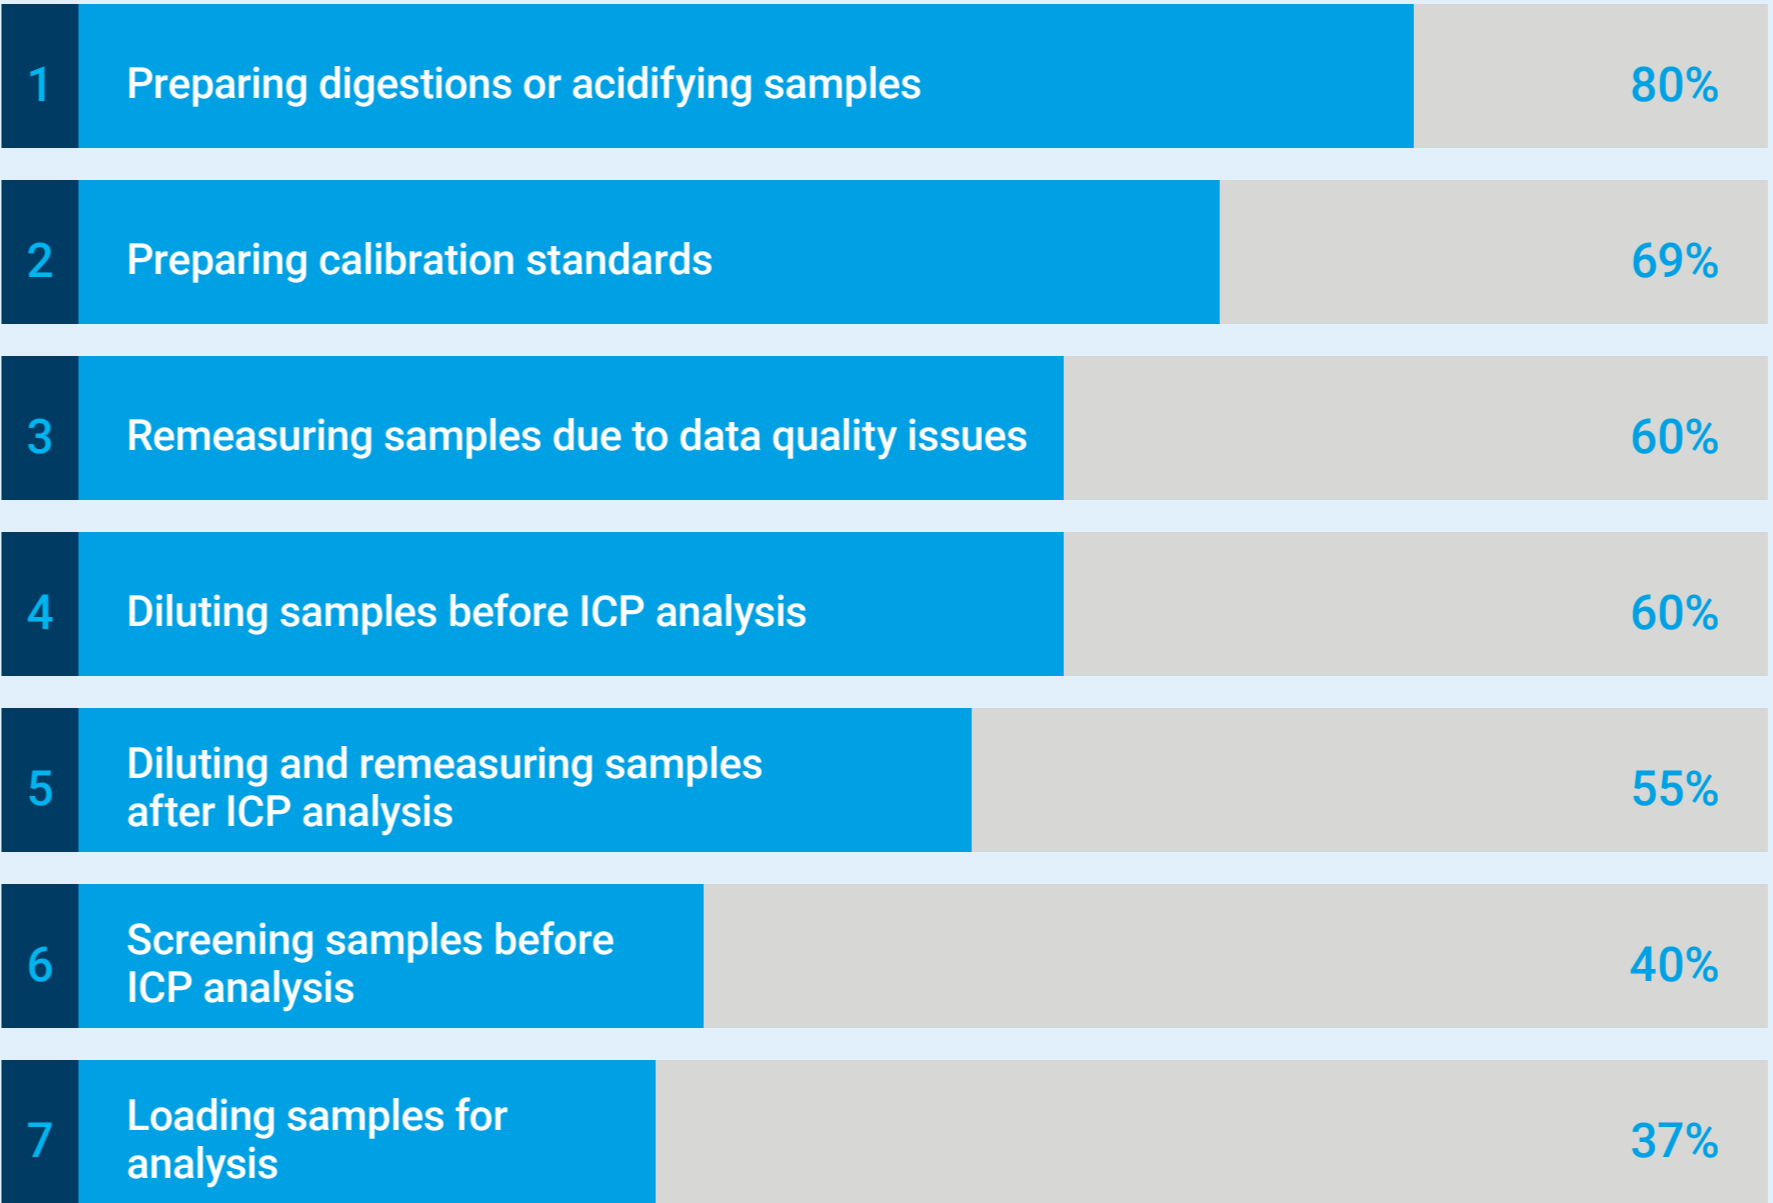 1 Preparing digestions or acidifying samples 80%
2 Preparing calibration standards 69%
3 Remeasuring samples due to data quality issues 60%
4 Diluting samples before ICP analysis 60%
5 Diluting and remeasuring samples
after ICP analysis 55%
6 Screening samples before
ICP analysis 40%
7 Loading samples for
analysis 37%